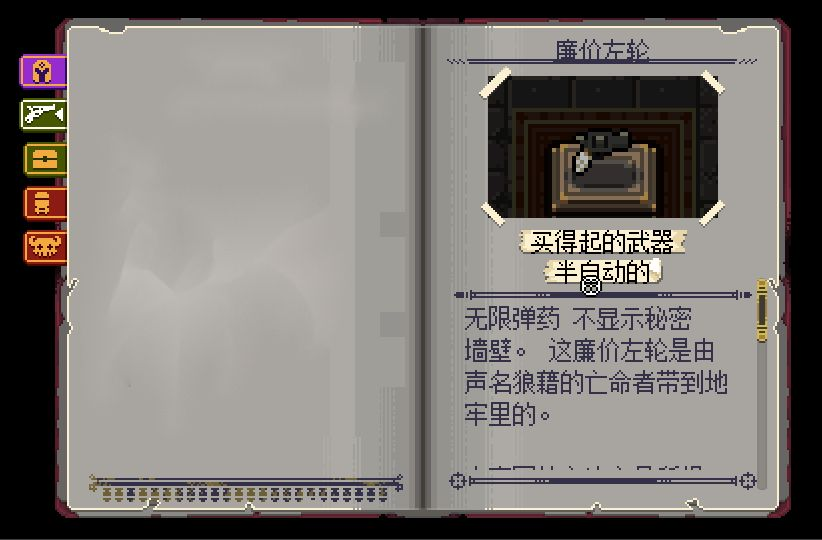 廉价左轮
买得起的武器
半自动的
无限弹药 不显示秘密
墙壁。 这廉价左轮是由
声名狼藉的亡命者带到地
牢里的。